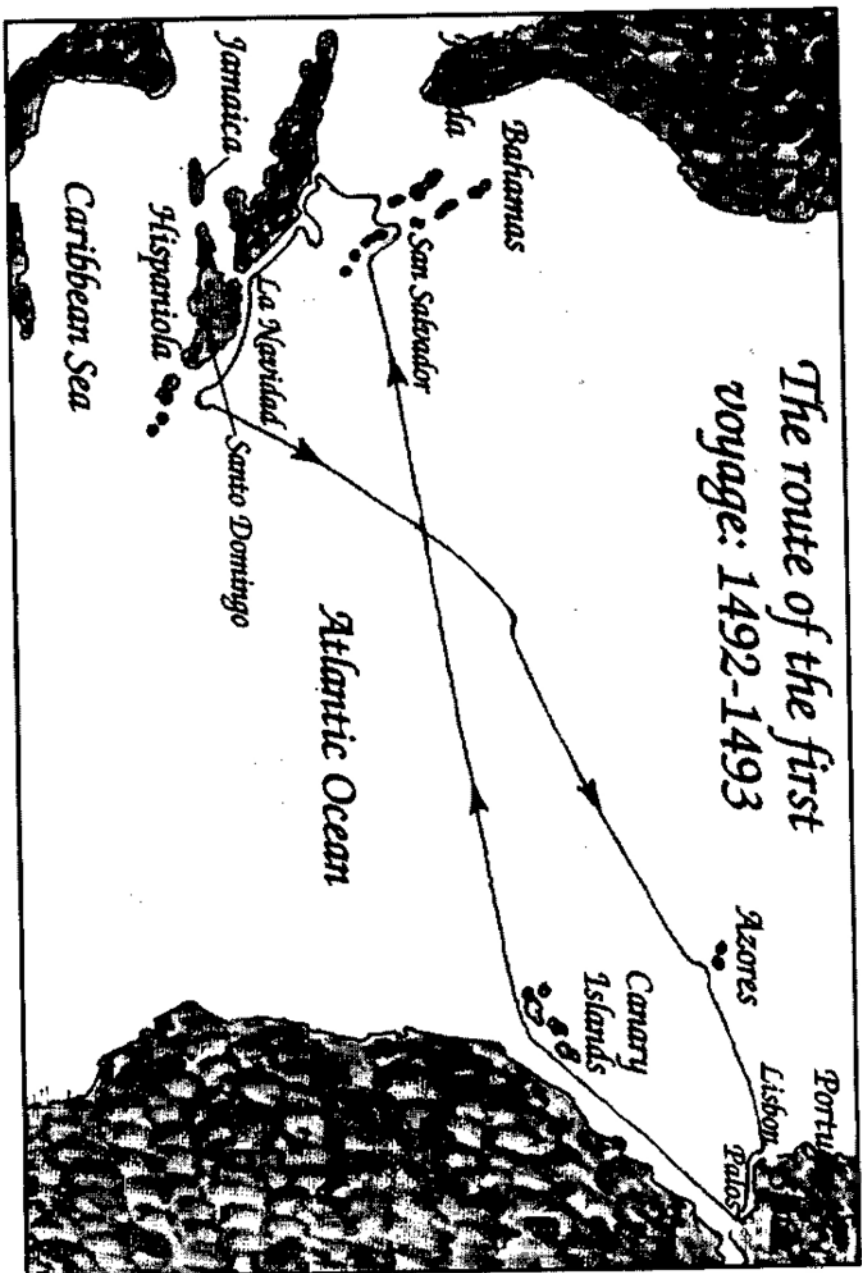 The route of the first
voyage: 1492-1493
Azores
Lisbon
Palos
Canary
Islands
Bahamas
San Salvador
Atlantic Ocean
La Navidad
Santo Domingo
Jamaica
Hispaniola
Caribbean Sea